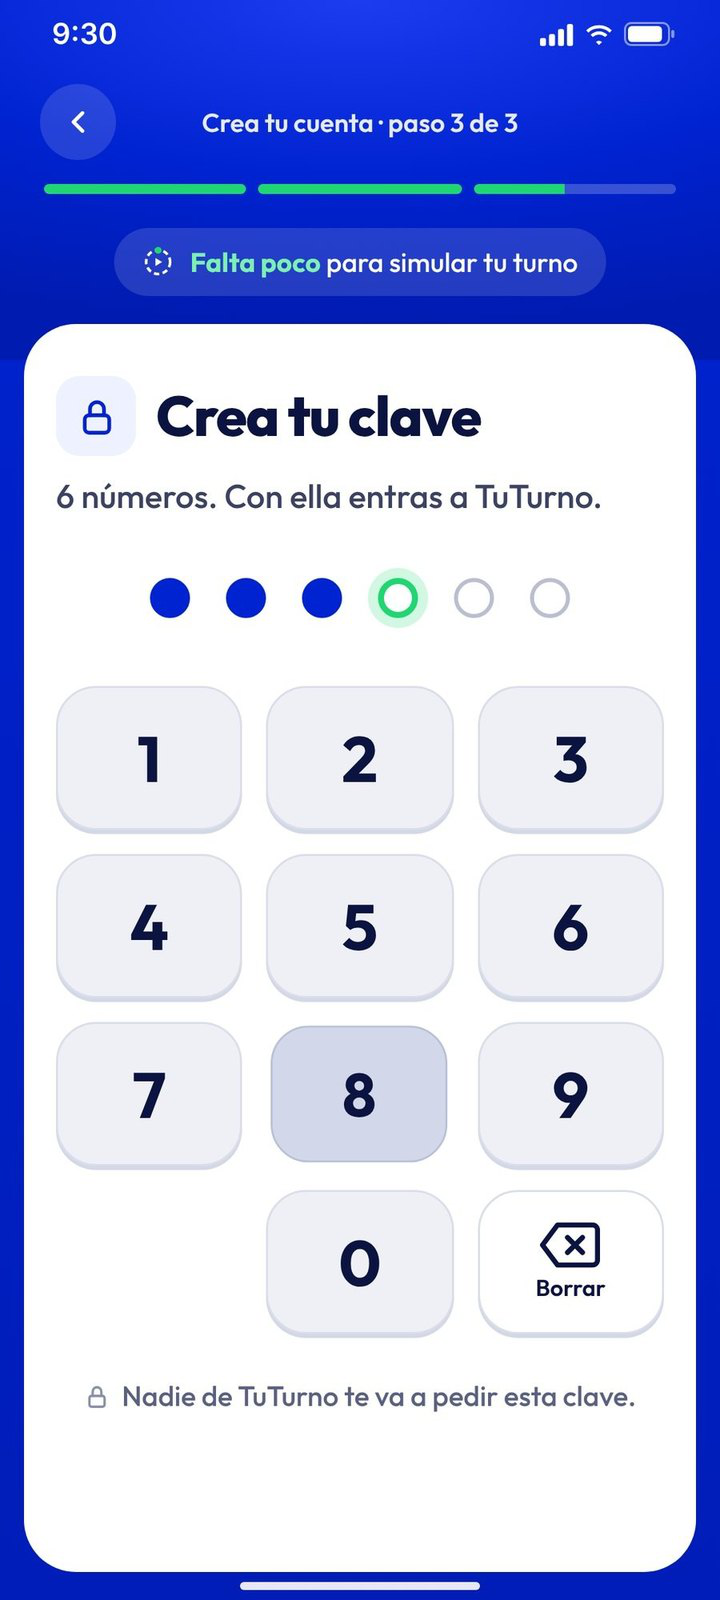 9:30
Crea tu cuenta · paso 3 de 3
Falta poco para simular tu turno
Crea tu clave
6 números. Con ella entras a TuTurno.
1 2 3
4 5 6
7 8 9
0
Borrar
Nadie de TuTurno te va a pedir esta clave.